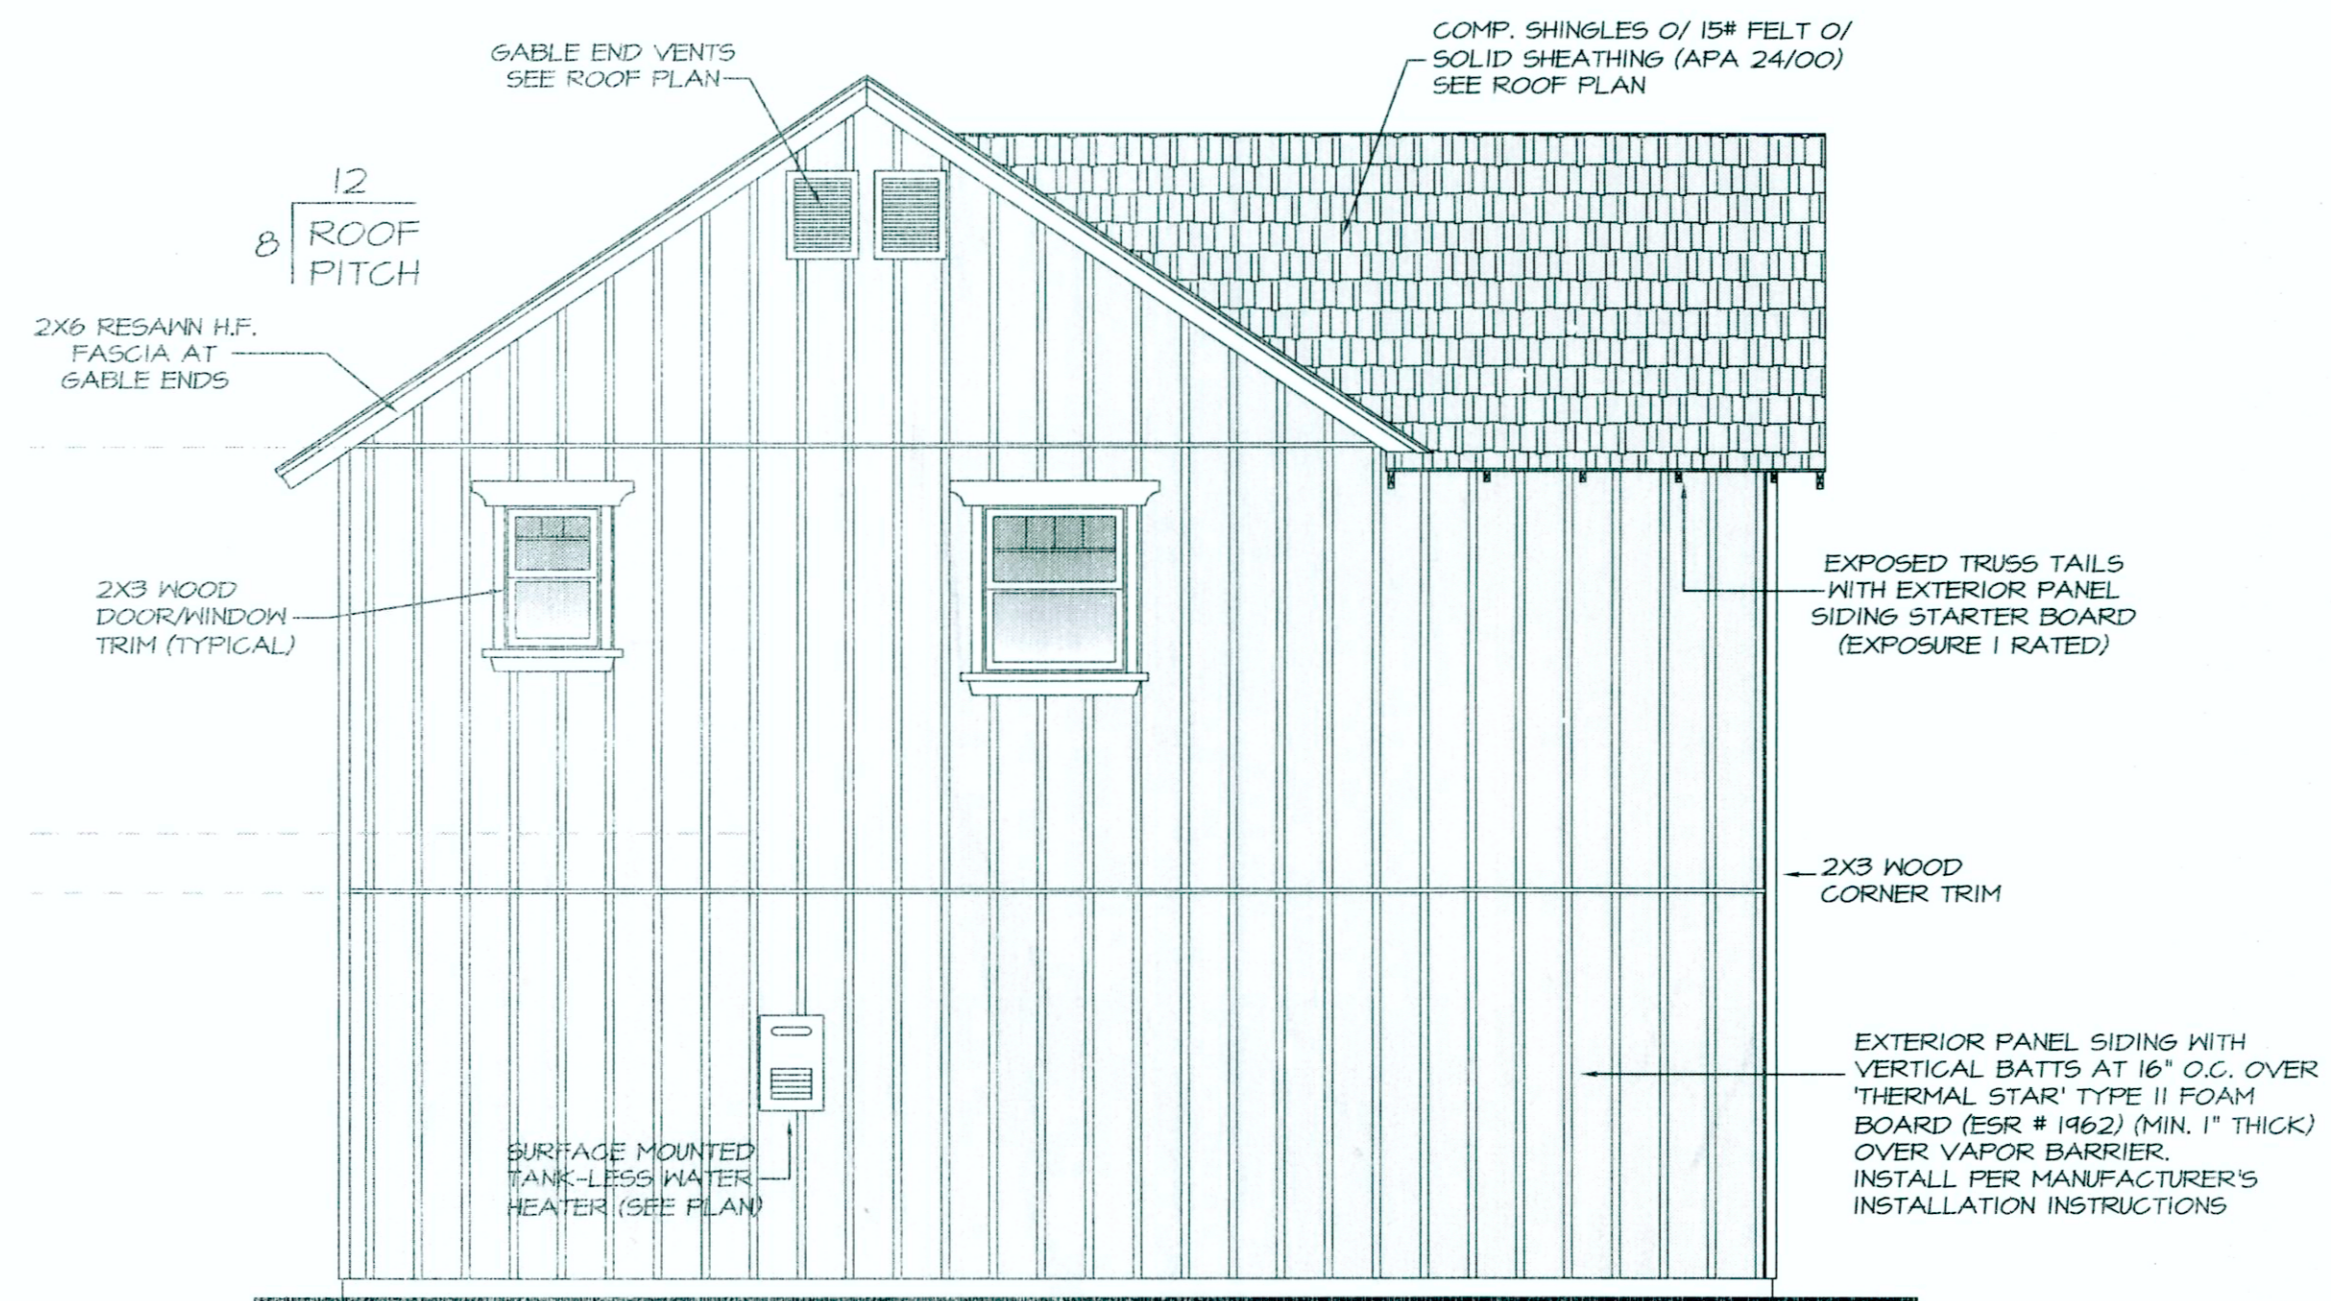 GABLE END VENTS
SEE ROOF PLAN
COMP. SHINGLES O/ 15# FELT O/
SOLID SHEATHING (APA 24/00)
SEE ROOF PLAN
12
8
ROOF
PITCH
2X6 RESAWN H.F.
FASCIA AT
GABLE ENDS
2X3 WOOD
DOOR/WINDOW
TRIM (TYPICAL)
EXPOSED TRUSS TAILS
WITH EXTERIOR PANEL
SIDING STARTER BOARD
(EXPOSURE 1 RATED)
2X3 WOOD
CORNER TRIM
EXTERIOR PANEL SIDING WITH
VERTICAL BATTS AT 16" O.C. OVER
'THERMAL STAR' TYPE II FOAM
BOARD (ESR # 1962) (MIN. 1" THICK)
OVER VAPOR BARRIER.
INSTALL PER MANUFACTURER'S
INSTALLATION INSTRUCTIONS
SURFACE MOUNTED
TANK-LESS WATER
HEATER (SEE PLAN)